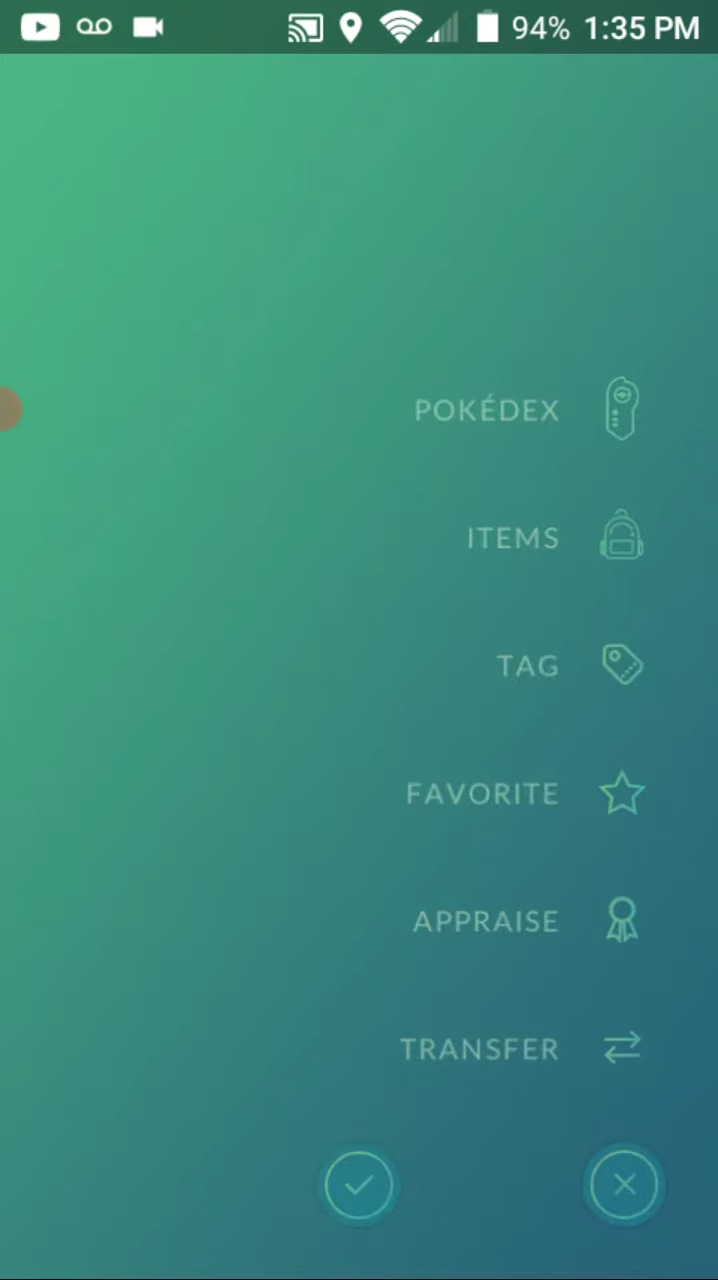 94% 1:35 PM
POKÉDEX
ITEMS
TAG
FAVORITE
APPRAISE
TRANSFER